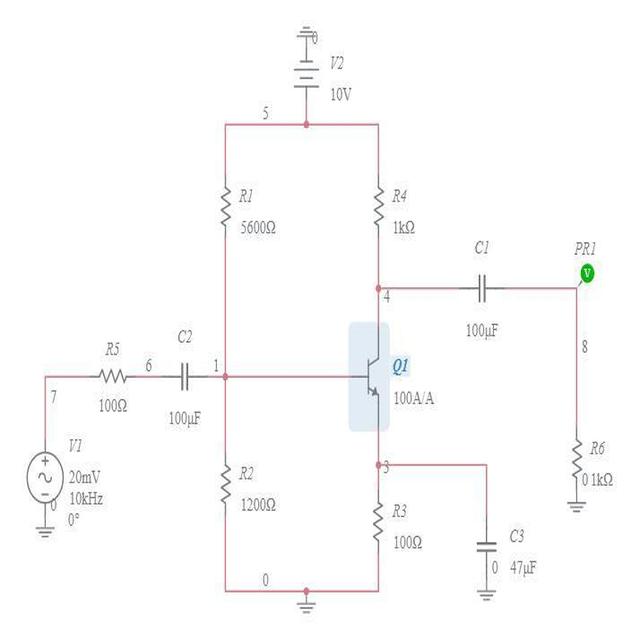 0
V2
10V
5
R1
5600Ω
R4
1kΩ
C1
100µF
PR1
V
4
8
R5
100Ω
6
C2
100µF
1
Q1
100A/A
7
V1
20mV
10kHz
0°
0
R2
1200Ω
3
R3
100Ω
R6
1kΩ
0
C3
47µF
0
0